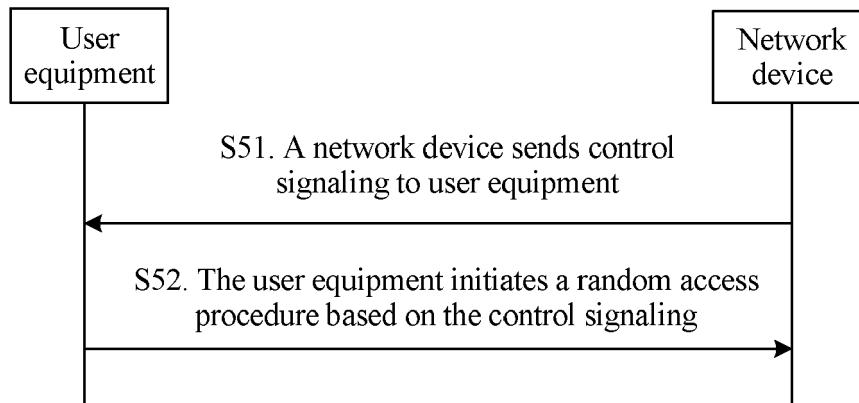 User
equipment
Network
device
S51. A network device sends control
signaling to user equipment
S52. The user equipment initiates a random access
procedure based on the control signaling